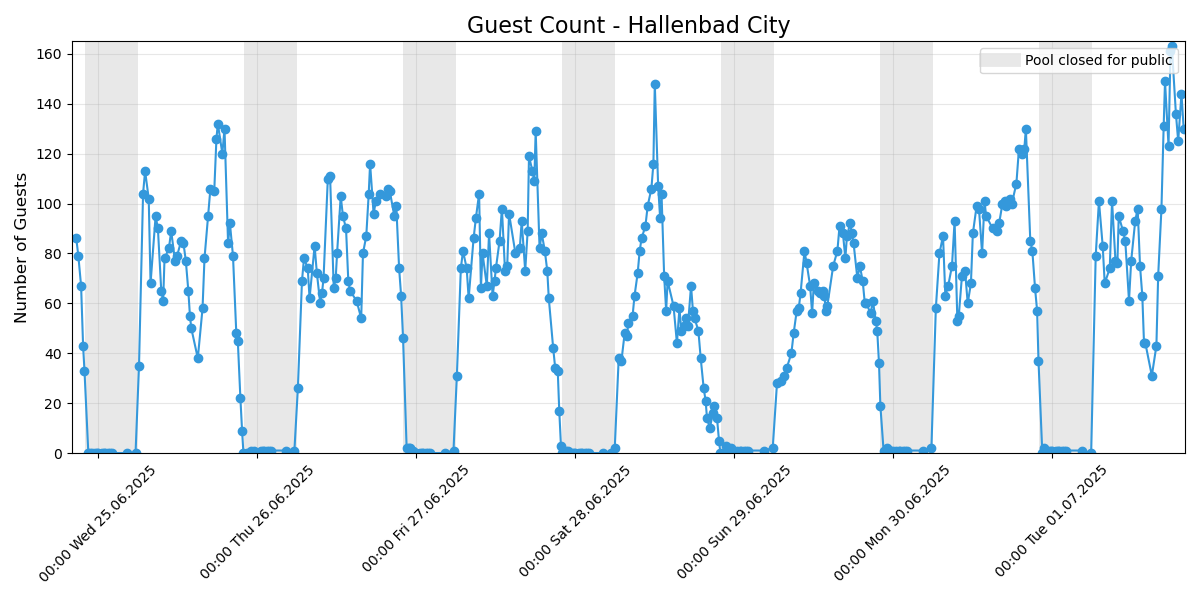 Guest Count - Hallenbad City
Pool closed for public
Number of Guests
160
140
120
100
80
60
40
20
0
00:00 Wed 25.06.2025
00:00 Thu 26.06.2025
00:00 Fri 27.06.2025
00:00 Sat 28.06.2025
00:00 Sun 29.06.2025
00:00 Mon 30.06.2025
00:00 Tue 01.07.2025